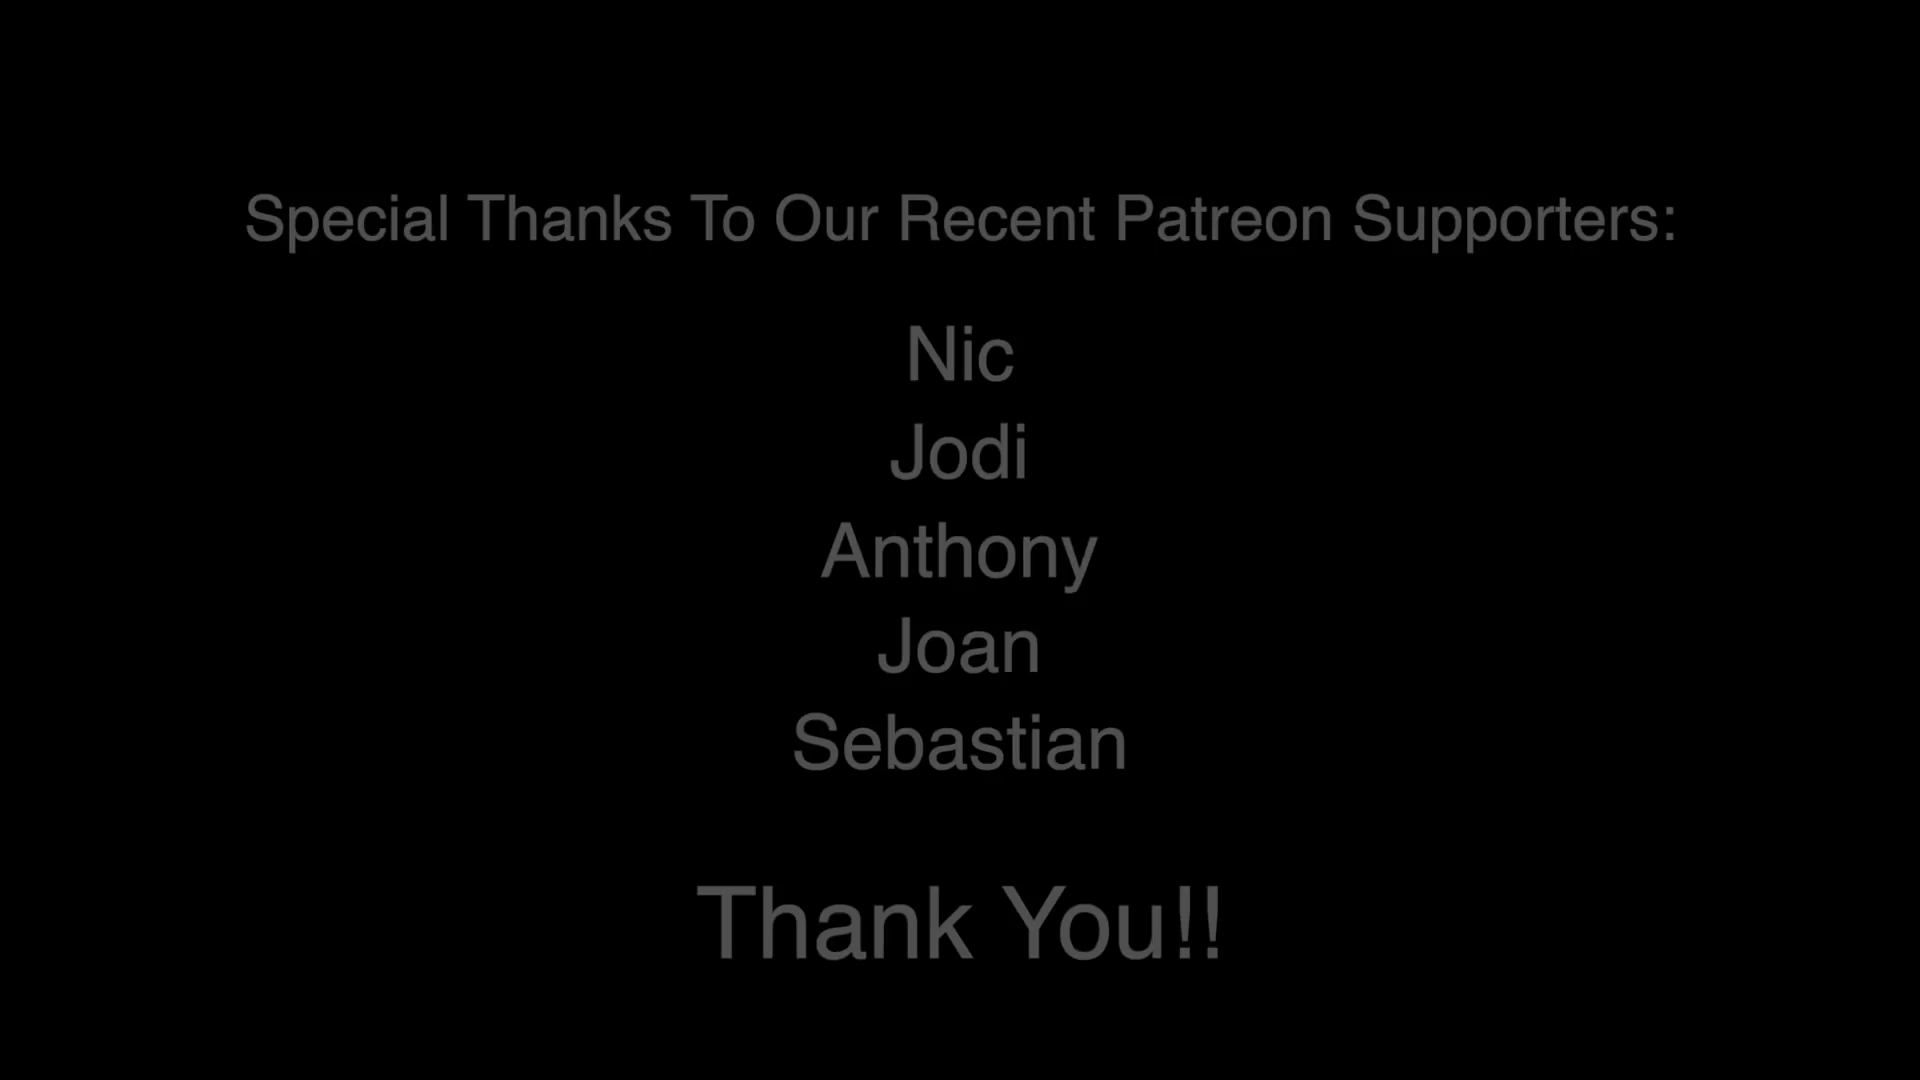 Special Thanks To Our Recent Patreon Supporters:
Nic
Jodi
Anthony
Joan
Sebastian
Thank You!!